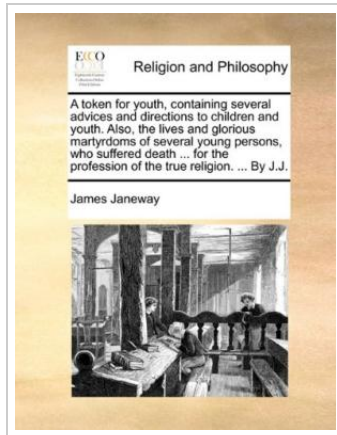 ECCO
Religion and Philosophy
A token for youth, containing several
advices and directions to children and
youth. Also, the lives and glorious
martyrdoms of several young persons,
who suffered death ... for the
profession of the true religion. ... By J.J.
James Janeway